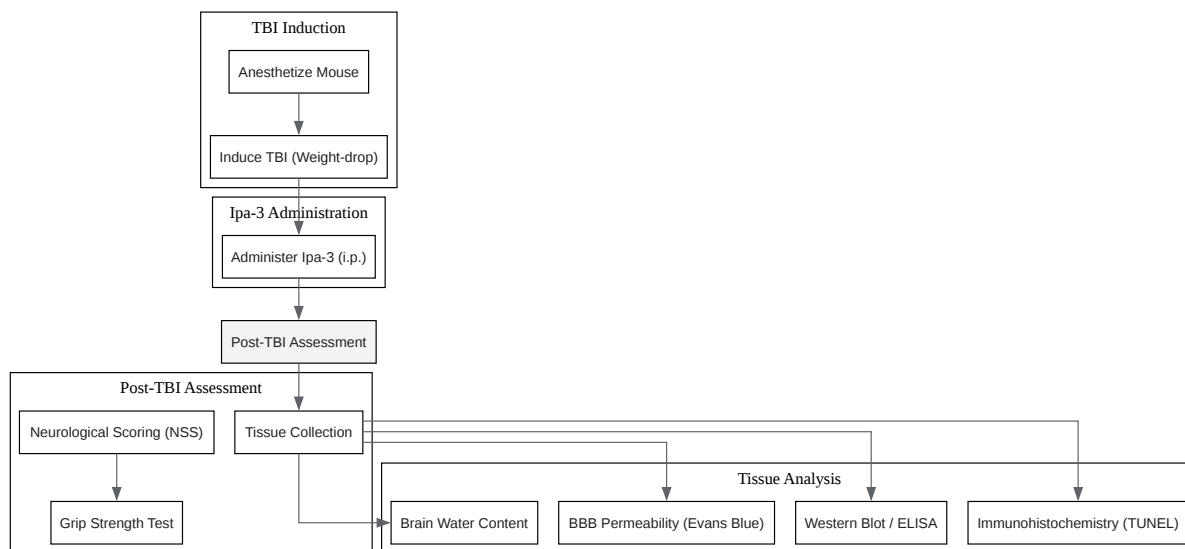 TBI Induction
Anesthetize Mouse
Induce TBI (Weight-drop)
Ipa-3 Administration
Administer Ipa-3 (i.p.)
Post-TBI Assessment
Post-TBI Assessment
Neurological Scoring (NSS)
Tissue Collection
Grip Strength Test
Tissue Analysis
Brain Water Content
BBB Permeability (Evans Blue)
Western Blot / ELISA
Immunohistochemistry (TUNEL)